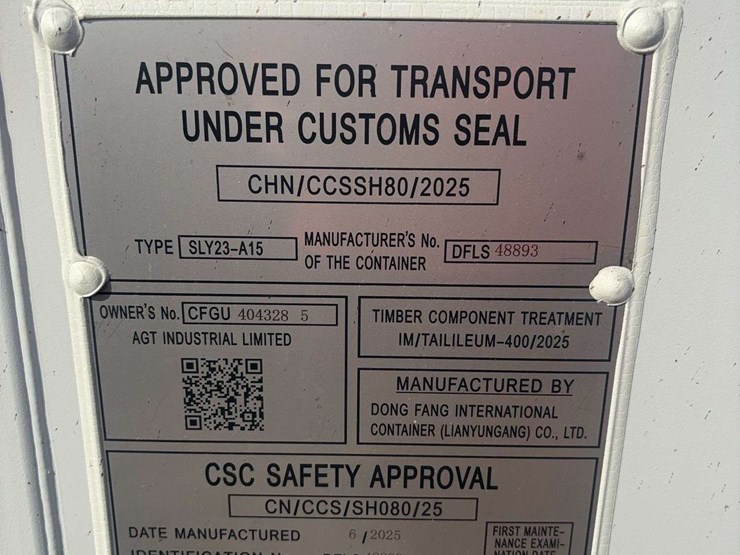 APPROVED FOR TRANSPORT
UNDER CUSTOMS SEAL
CHN/CCSSH80/2025
TYPE SLY23-A15 MANUFACTURER'S No. OF THE CONTAINER DFLS 48893
OWNER'S No. CFGU 404328 5
AGT INDUSTRIAL LIMITED
TIMBER COMPONENT TREATMENT
IM/TAILILEUM-400/2025
MANUFACTURED BY
DONG FANG INTERNATIONAL
CONTAINER (LIANYUNGANG) CO., LTD.
CSC SAFETY APPROVAL
CN/CCS/SH080/25
DATE MANUFACTURED 6 / 2025
FIRST MAINTE-
NANCE EXAMI-
NATION DATE
IDENTIFICATION